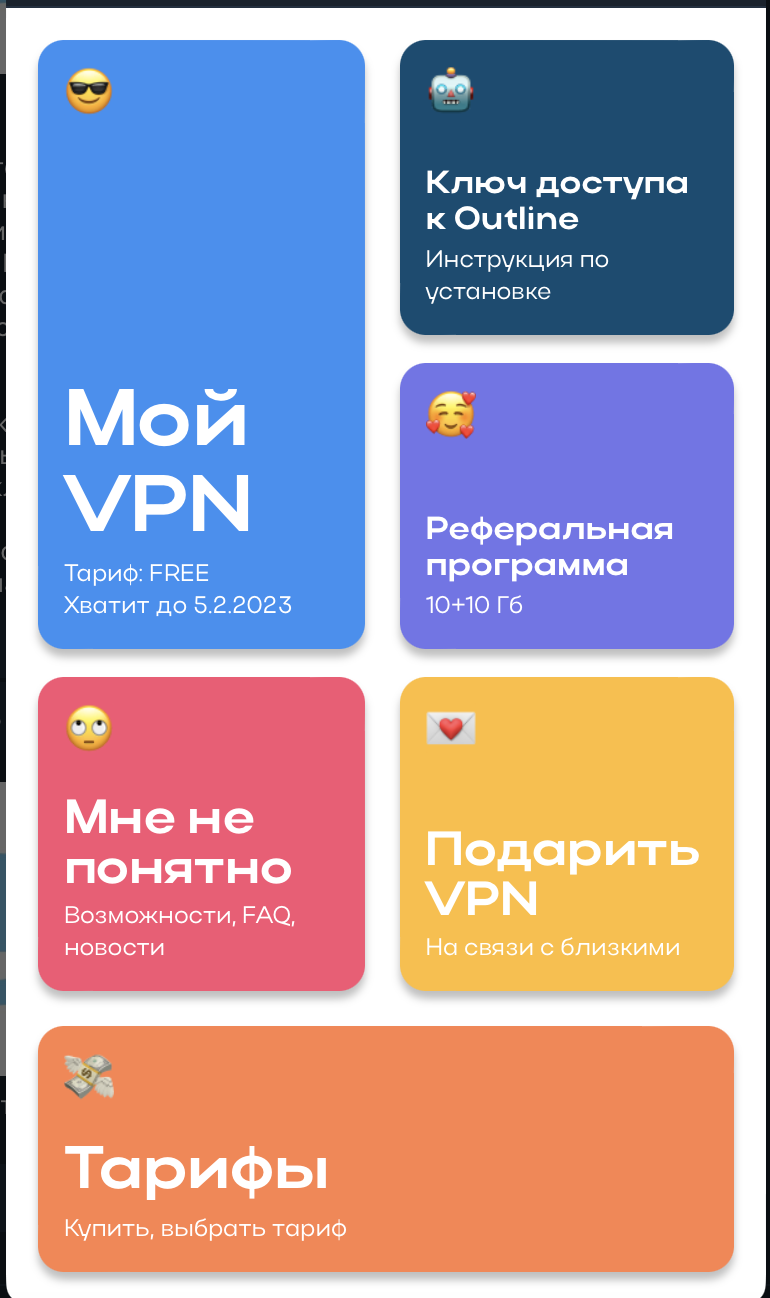 Мой
VPN
Тариф: FREE
Хватит до 5.2.2023
Ключ доступа
к Outline
Инструкция по
установке
Реферальная
программа
10+10 Гб
Мне не
понятно
Возможности, FAQ,
новости
Подарить
VPN
На связи с близкими
Тарифы
Купить, выбрать тариф